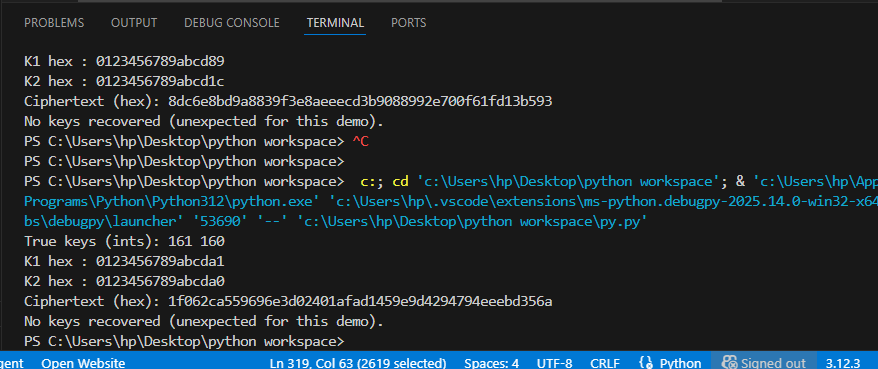 PROBLEMS OUTPUT DEBUG CONSOLE TERMINAL PORTS
K1 hex : 0123456789abcd89
K2 hex : 0123456789abcd1c
Ciphertext (hex): 8dc6e8bd9a8839f3e8aeeecd3b9088992e700f61fd13b593
No keys recovered (unexpected for this demo).
PS C:\Users\hp\Desktop\python workspace> ^C
PS C:\Users\hp\Desktop\python workspace>
PS C:\Users\hp\Desktop\python workspace>  c:; cd 'c:\Users\hp\Desktop\python workspace'; & 'c:\Users\hp\App
Programs\Python\Python312\python.exe' 'c:\Users\hp\.vscode\extensions\ms-python.debugpy-2025.14.0-win32-x64
bs\debugpy\launcher' '53690' '--' 'c:\Users\hp\Desktop\python workspace\py.py'
True keys (ints): 161 160
K1 hex : 0123456789abcda1
K2 hex : 0123456789abcda0
Ciphertext (hex): 1f062ca559696e3d02401afad1459e9d4294794eeebd356a
No keys recovered (unexpected for this demo).
PS C:\Users\hp\Desktop\python workspace>
gent Open Website Ln 319, Col 63 (2619 selected) Spaces: 4 UTF-8 CRLF Python Signed out 3.12.3